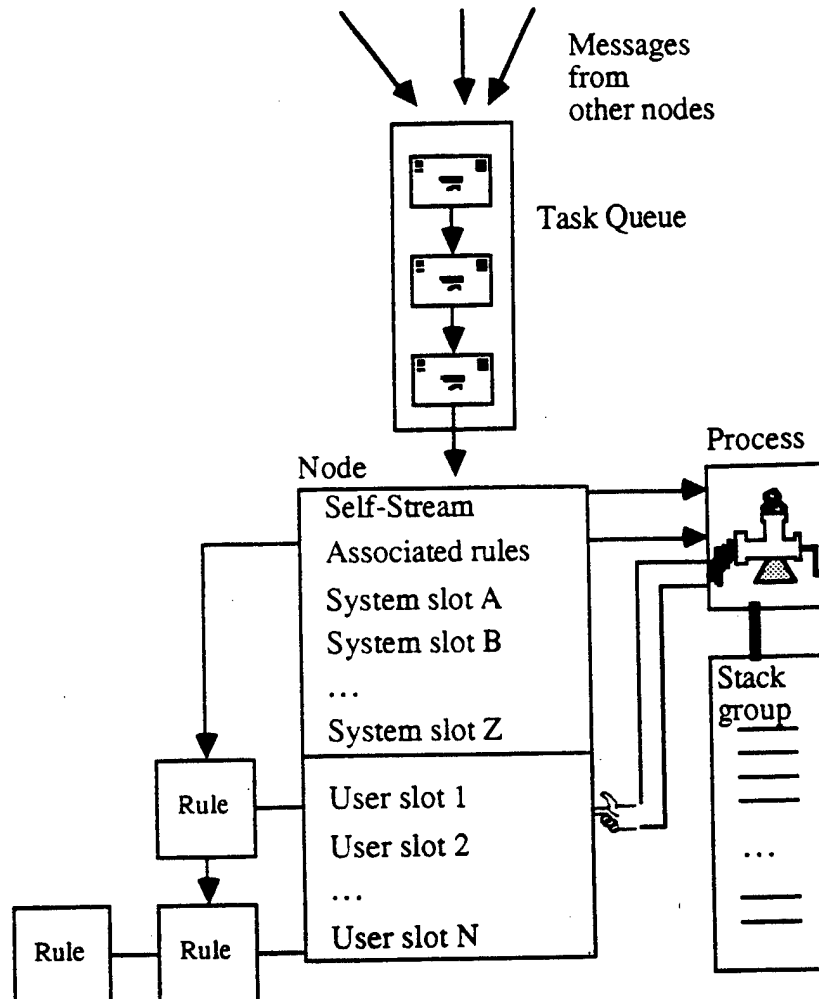 Messages
from
other nodes
Task Queue
Process
Node
Self-Stream
Associated rules
System slot A
System slot B
...
System slot Z
Stack
group
...
User slot 1
User slot 2
...
User slot N
Rule
Rule
Rule